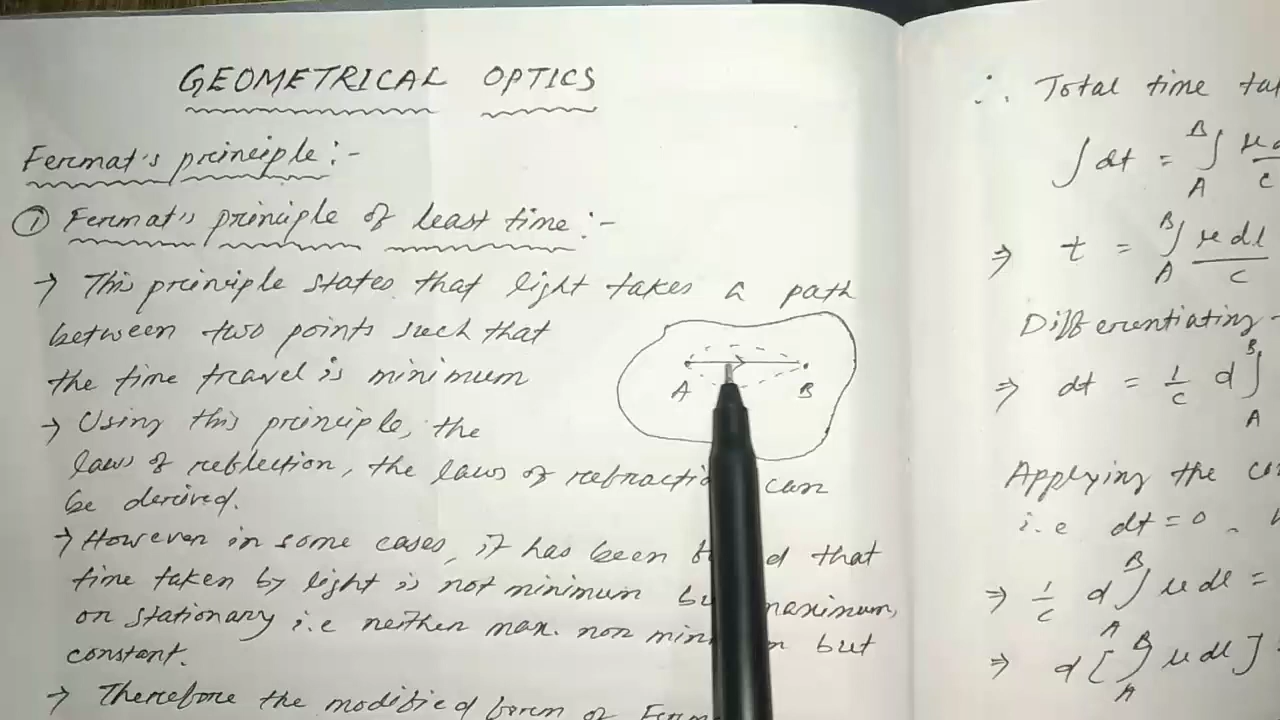 GEOMETRICAL OPTICS
Fermat's principle :-
① Fermat's principle of least time :-
→ This principle states that light takes a path
between two points such that
the time travel is minimum
A B
→ Using this principle, the
laws of reflection, the laws of refraction can
be derived.
→ However in some cases, it has been that
time taken by light is not minimum maximum,
or stationary i.e neither max. nor but
constant.
→ Therefore the modified form of
∴ Total time
∫dt = A∫B μ / c
⇒ t = A∫B μ dl / c
Differentiating
⇒ dt = 1/c d A∫B
Applying the
i.e dt = 0
⇒ 1/c d A∫B μ dl =
⇒ d [ A∫B μ dl ]